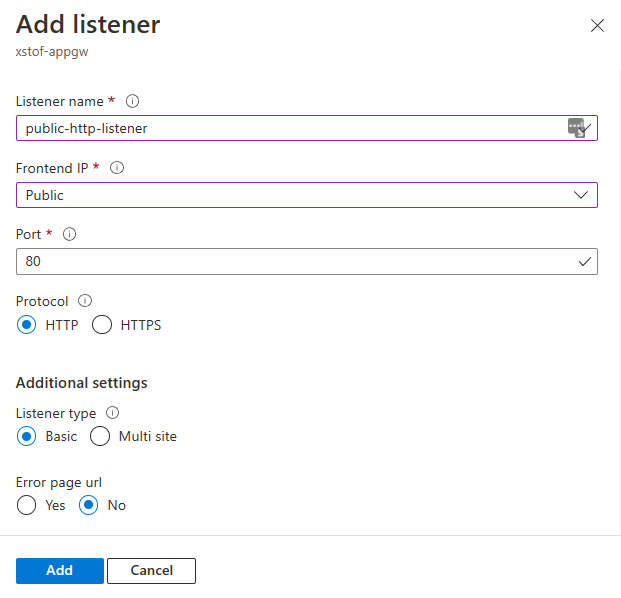 Add listener
xstof-appgw
Listener name *
public-http-listener
Frontend IP *
Public
Port *
80
Protocol
HTTP HTTPS
Additional settings
Listener type
Basic Multi site
Error page url
Yes No
Add Cancel